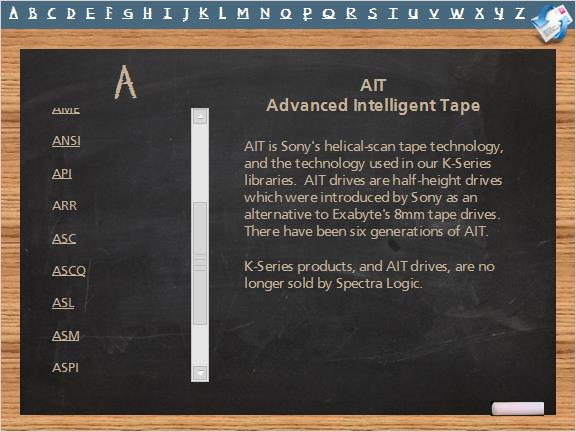 A B C D E F G H I J K L M N O P Q R S T U V W X Y Z
A
AME
ANSI
API
ARR
ASC
ASCQ
ASL
ASM
ASPI
AIT
Advanced Intelligent Tape
AIT is Sony's helical-scan tape technology,
and the technology used in our K-Series
libraries.  AIT drives are half-height drives
which were introduced by Sony as an
alternative to Exabyte's 8mm tape drives.
There have been six generations of AIT.
K-Series products, and AIT drives, are no
longer sold by Spectra Logic.